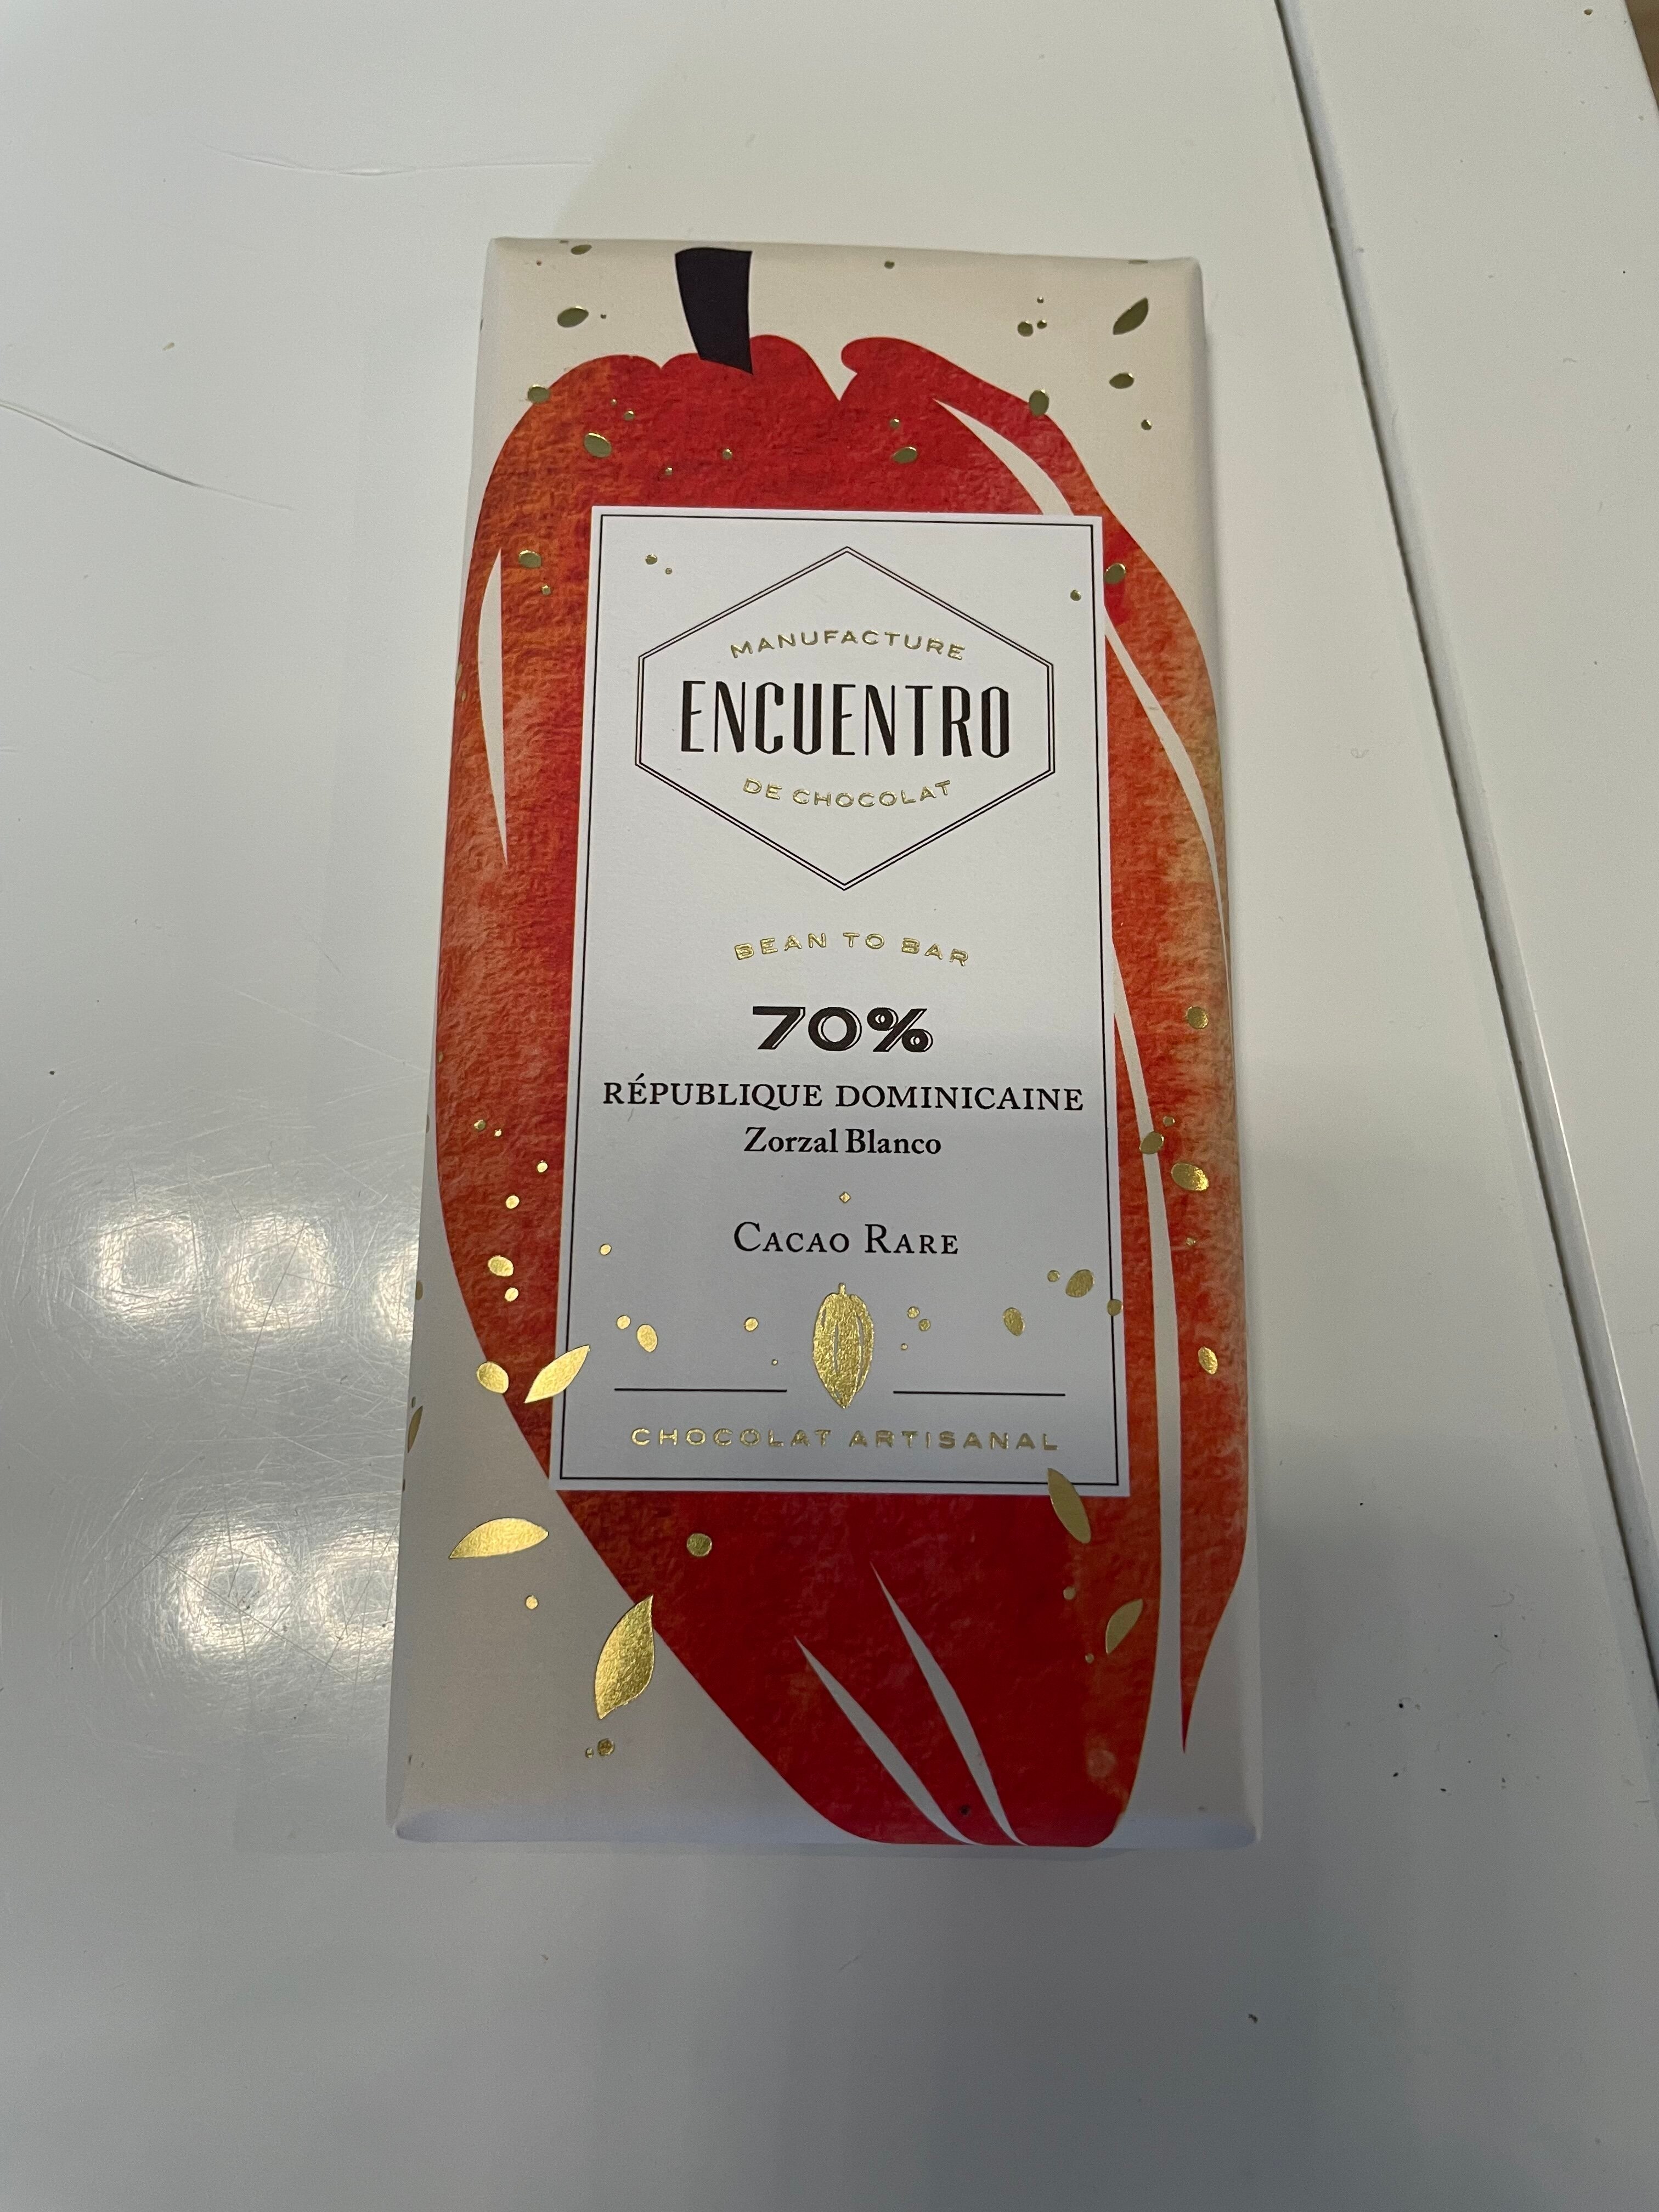 MANUFACTURE
ENCUENTRO
DE CHOCOLAT
BEAN TO BAR
70%
RÉPUBLIQUE DOMINICAINE
Zorzal Blanco
CACAO RARE
CHOCOLAT ARTISANAL